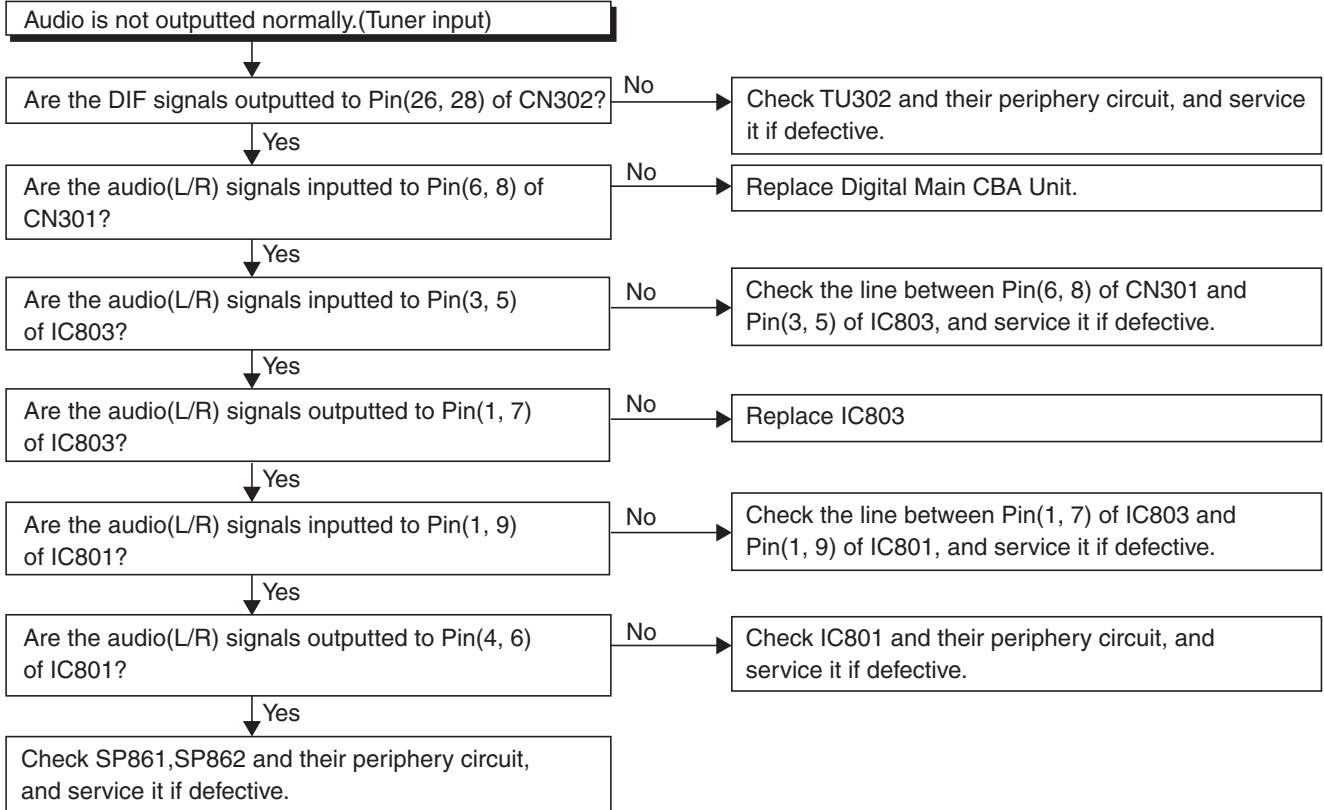 Audio is not outputted normally.(Tuner input)
Are the DIF signals outputted to Pin(26, 28) of CN302?
No
Check TU302 and their periphery circuit, and service
it if defective.
Yes
Are the audio(L/R) signals inputted to Pin(6, 8) of
CN301?
No
Replace Digital Main CBA Unit.
Yes
Are the audio(L/R) signals inputted to Pin(3, 5)
of IC803?
No
Check the line between Pin(6, 8) of CN301 and
Pin(3, 5) of IC803, and service it if defective.
Yes
Are the audio(L/R) signals outputted to Pin(1, 7)
of IC803?
No
Replace IC803
Yes
Are the audio(L/R) signals inputted to Pin(1, 9)
of IC801?
No
Check the line between Pin(1, 7) of IC803 and
Pin(1, 9) of IC801, and service it if defective.
Yes
Are the audio(L/R) signals outputted to Pin(4, 6)
of IC801?
No
Check IC801 and their periphery circuit, and
service it if defective.
Yes
Check SP861,SP862 and their periphery circuit,
and service it if defective.